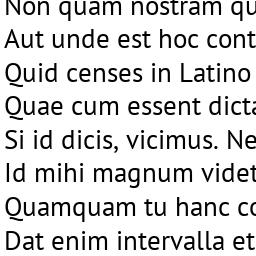 Non quam nostram qu
Aut unde est hoc cont
Quid censes in Latino
Quae cum essent dicta
Si id dicis, vicimus. Ne
Id mihi magnum videt
Quamquam tu hanc co
Dat enim intervalla et